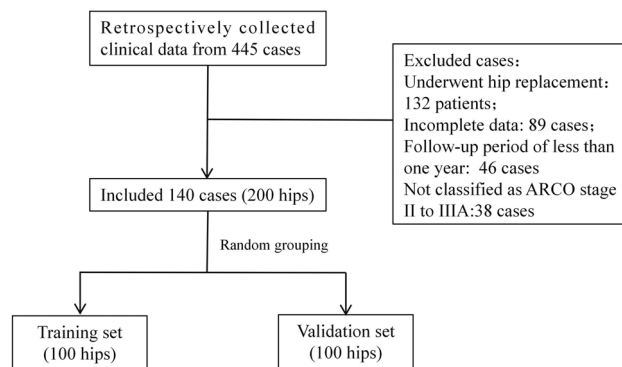 Retrospectively collected
clinical data from 445 cases
Excluded cases:
Underwent hip replacement:
132 patients;
Incomplete data: 89 cases;
Follow-up period of less than
one year: 46 cases
Not classified as ARCO stage
II to IIIA:38 cases
Included 140 cases (200 hips)
Random grouping
Training set
(100 hips)
Validation set
(100 hips)